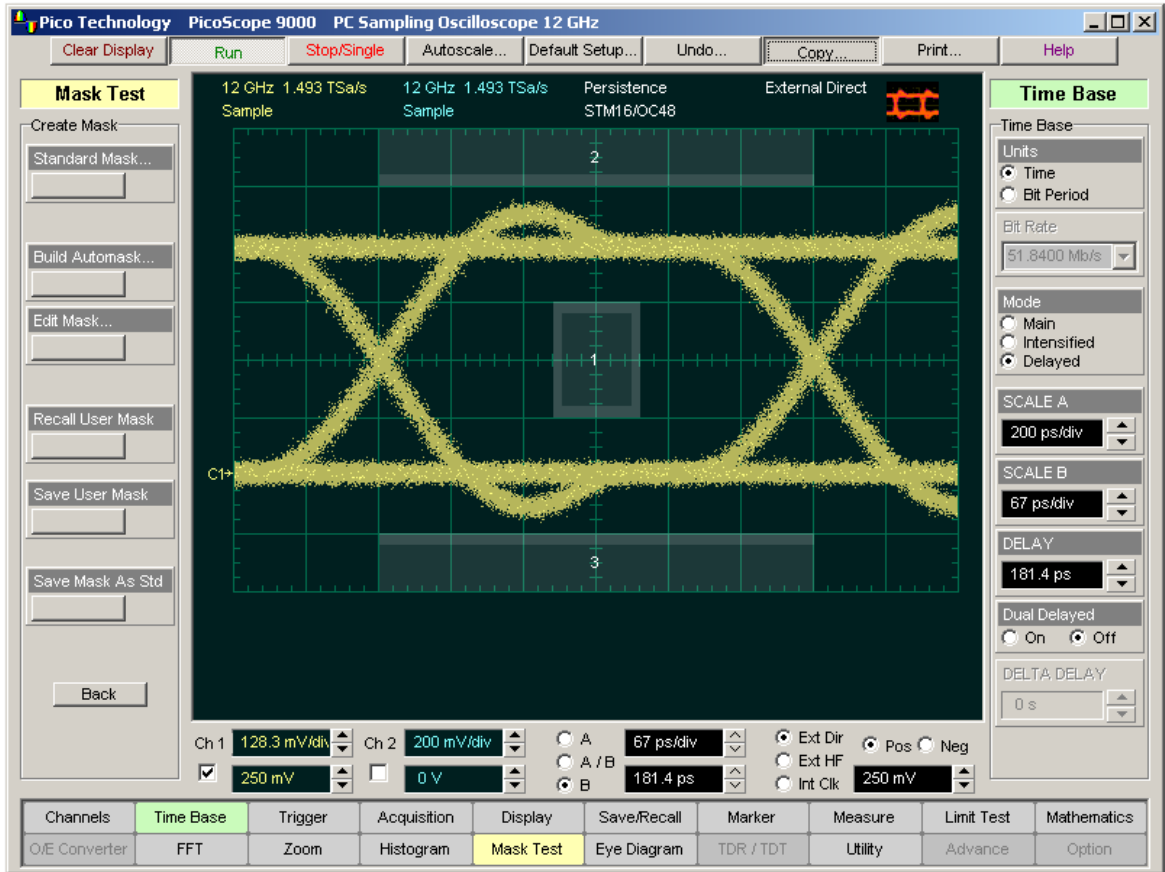 Pico Technology PicoScope 9000 PC Sampling Oscilloscope 12 GHz
Clear Display Run Stop/Single Autoscale... Default Setup... Undo... Copy... Print... Help
Mask Test
Create Mask
Standard Mask...
Build Automask...
Edit Mask...
Recall User Mask
Save User Mask
Save Mask As Std
Back
12 GHz 1.493 TSa/s 12 GHz 1.493 TSa/s Persistence External Direct
Sample Sample STM16/OC48
2
1
C1
3
Time Base
Time Base
Units
Time
Bit Period
Bit Rate
51.8400 Mb/s
Mode
Main
Intensified
Delayed
SCALE A
200 ps/div
SCALE B
67 ps/div
DELAY
181.4 ps
Dual Delayed
On Off
DELTA DELAY
0 s
Ch 1 128.3 mV/div Ch 2 200 mV/div A 67 ps/div Ext Dir Pos Neg
A / B Ext HF
250 mV 0 V B 181.4 ps Int Clk 250 mV
Channels Time Base Trigger Acquisition Display Save/Recall Marker Measure Limit Test Mathematics
O/E Converter FFT Zoom Histogram Mask Test Eye Diagram TDR / TDT Utility Advance Option